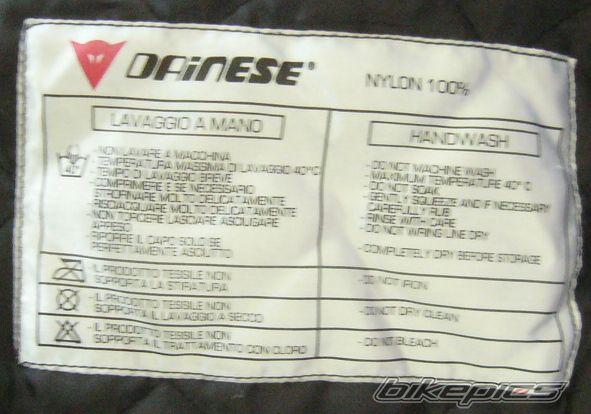 DAINESE
NYLON 100%
LAVAGGIO A MANO
- NON LAVARE A MACCHINA
- TEMPERATURA MASSIMA DI LAVAGGIO 40°C
- TEMPO DI LAVAGGIO BREVE
- COMPRIMERE E SE NECESSARIO
STROFINARE MOLTO DELICATAMENTE
- RISCIACQUARE MOLTO DELICATAMENTE
- NON TORCERE LASCIARE ASCIUGARE
APPESO
- RIPORRE IL CAPO SOLO SE
PERFETTAMENTE ASCIUTTO
HANDWASH
- DO NOT MACHINE WASH
- MAXIMUM TEMPERATURE 40° C
- DO NOT SOAK
- GENTLY SQUEEZE AND IF NECESSARY
CAREFULLY RUB
- RINSE WITH CARE
- DO NOT WRING LINE DRY
- COMPLETELY DRY BEFORE STORAGE
- IL PRODOTTO TESSILE NON
SOPPORTA LA STIRATURA
- DO NOT IRON
- IL PRODOTTO TESSILE NON
SOPPORTA IL LAVAGGIO A SECCO
- DO NOT DRY CLEAN
- IL PRODOTTO TESSILE NON
SOPPORTA IL TRATTAMENTO CON CLORO
- DO NOT BLEACH
bikepics